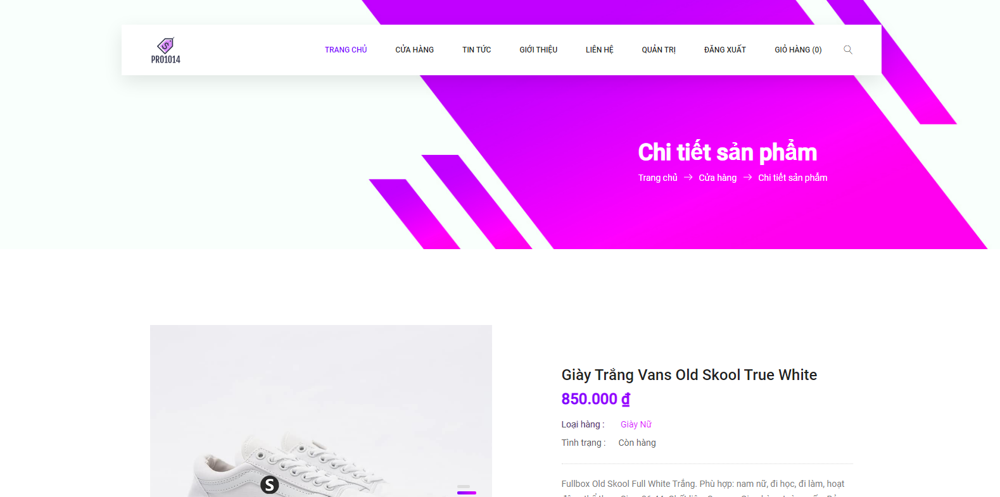 PRO1014
TRANG CHỦ CỬA HÀNG TIN TỨC GIỚI THIỆU LIÊN HỆ QUẢN TRỊ ĐĂNG XUẤT GIỎ HÀNG (0)
Chi tiết sản phẩm
Trang chủ → Cửa hàng → Chi tiết sản phẩm
Giày Trắng Vans Old Skool True White
850.000 ₫
Loại hàng : Giày Nữ
Tình trạng : Còn hàng
Fullbox Old Skool Full White Trắng. Phù hợp: nam nữ, đi học, đi làm, hoạt
S